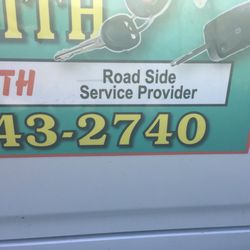 ITH
TH
Road Side
Service Provider
43-2740